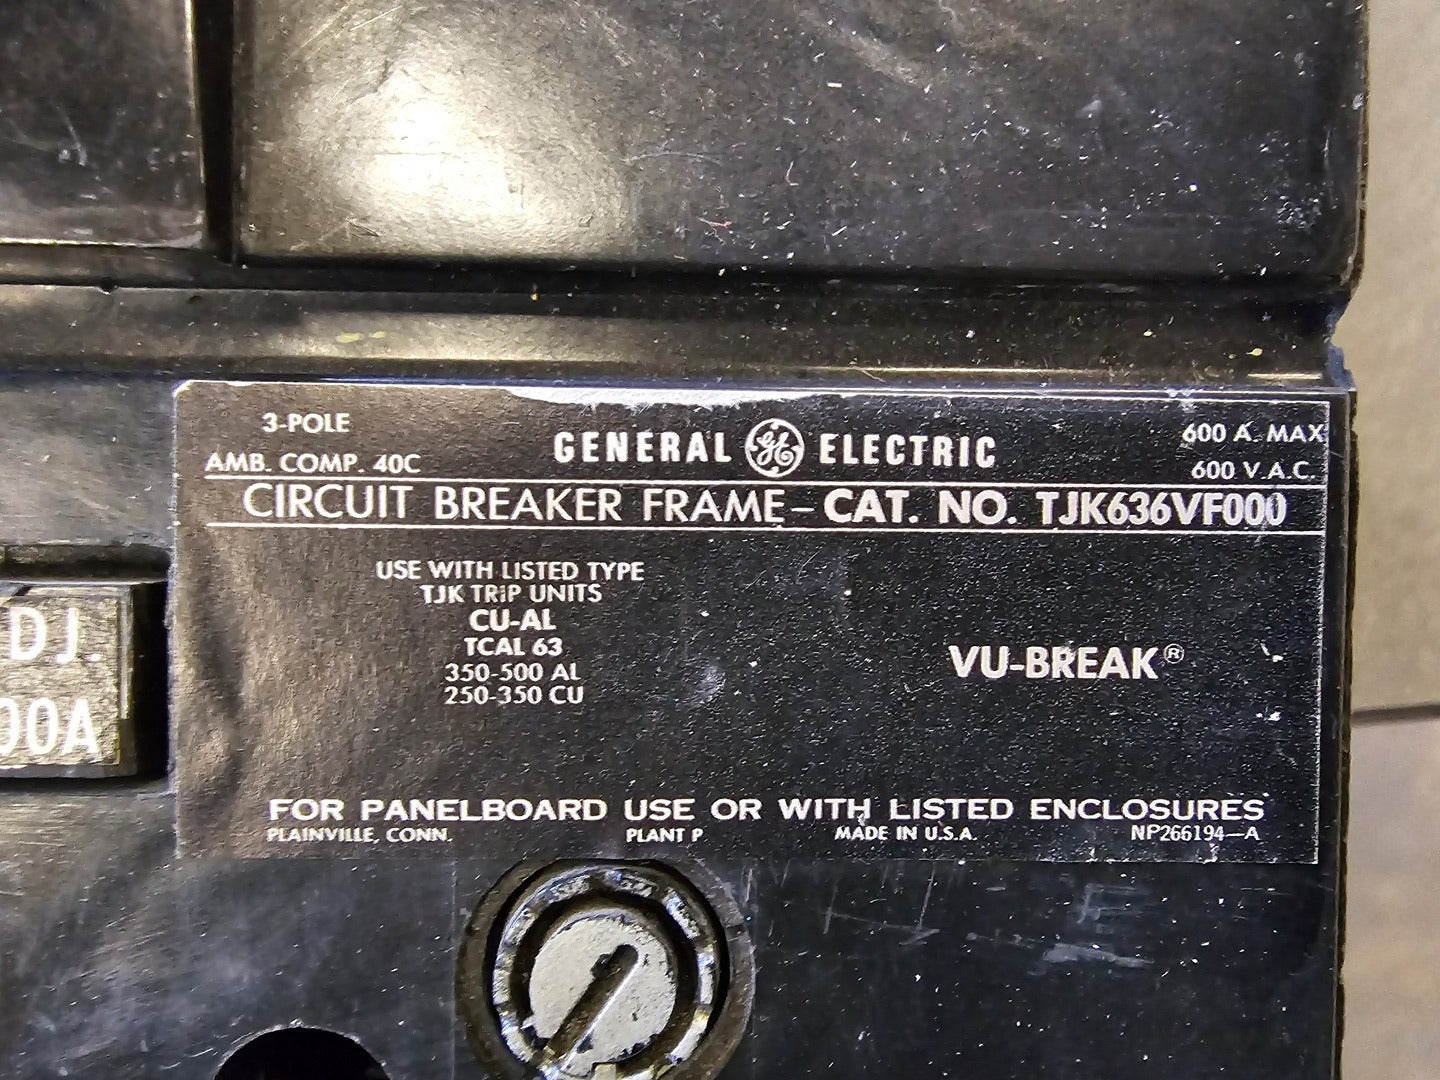 3-POLE
AMB. COMP. 40C
GENERAL GE ELECTRIC
600 A. MAX
600 V.A.C.
CIRCUIT BREAKER FRAME – CAT. NO. TJK636VF000
USE WITH LISTED TYPE
TJK TRIP UNITS
CU-AL
TCAL 63
350-500 AL
250-350 CU
VU-BREAK®
DJ.
00A
FOR PANELBOARD USE OR WITH LISTED ENCLOSURES
PLAINVILLE, CONN. PLANT P MADE IN U.S.A. NP266194–A